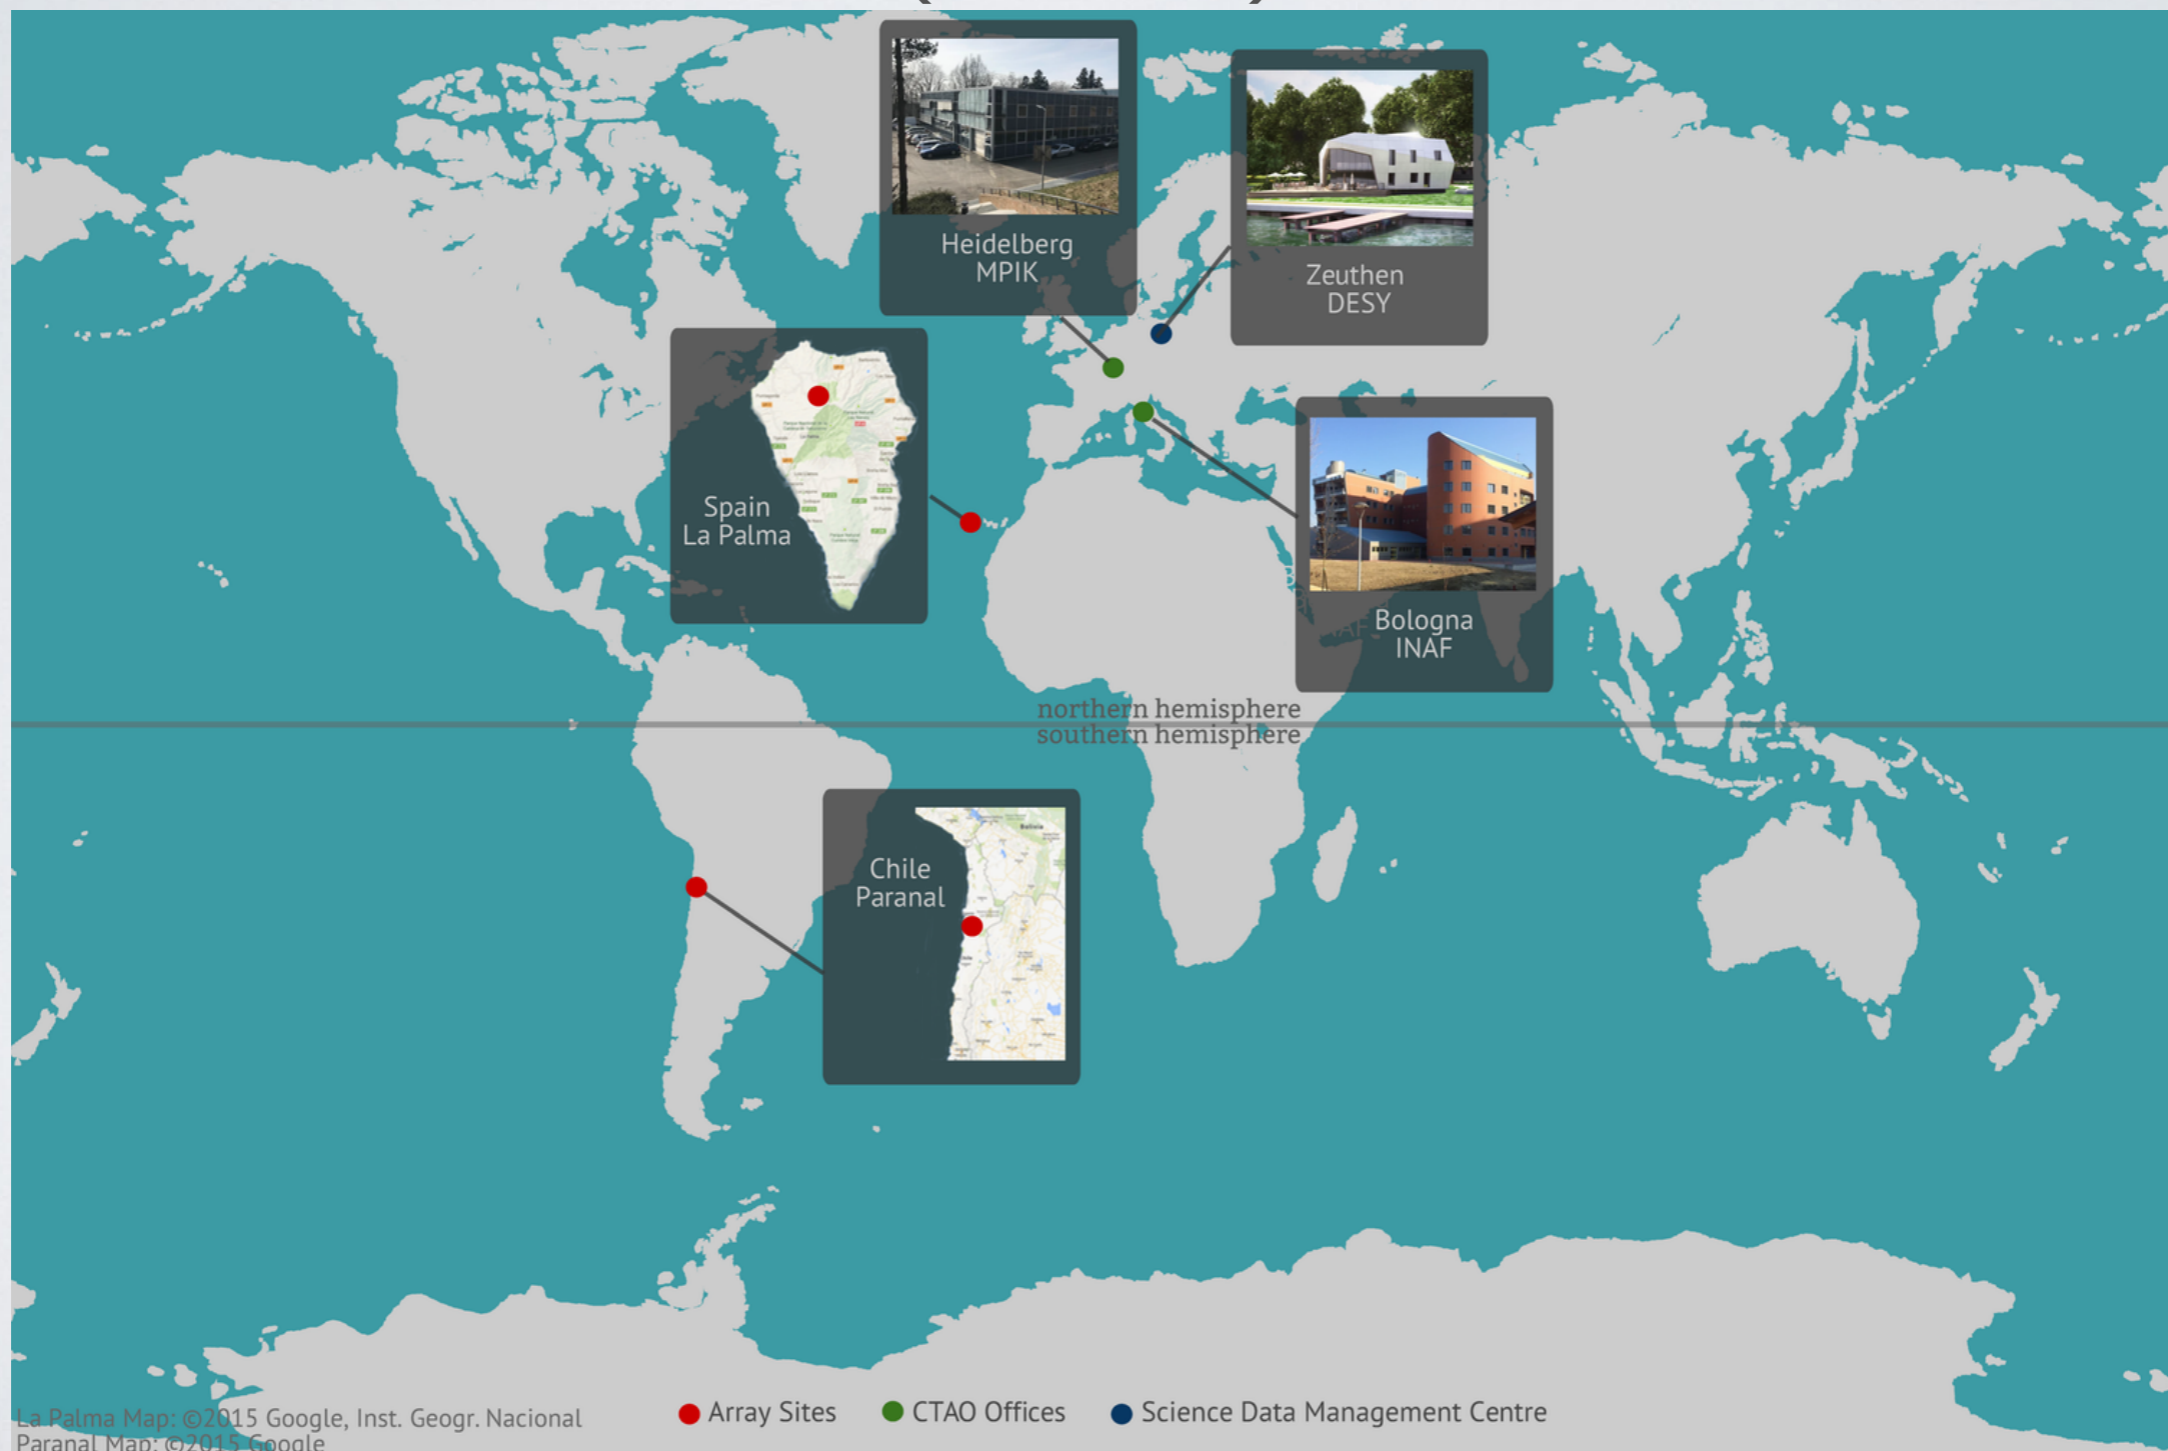 Heidelberg
MPIK
Zeuthen
DESY
Spain
La Palma
Bologna
INAF
northern hemisphere
southern hemisphere
Chile
Paranal
Bolivia
Array Sites
CTAO Offices
Science Data Management Centre
La Palma Map: ©2015 Google, Inst. Geogr. Nacional
Paranal Map: ©2015 Google